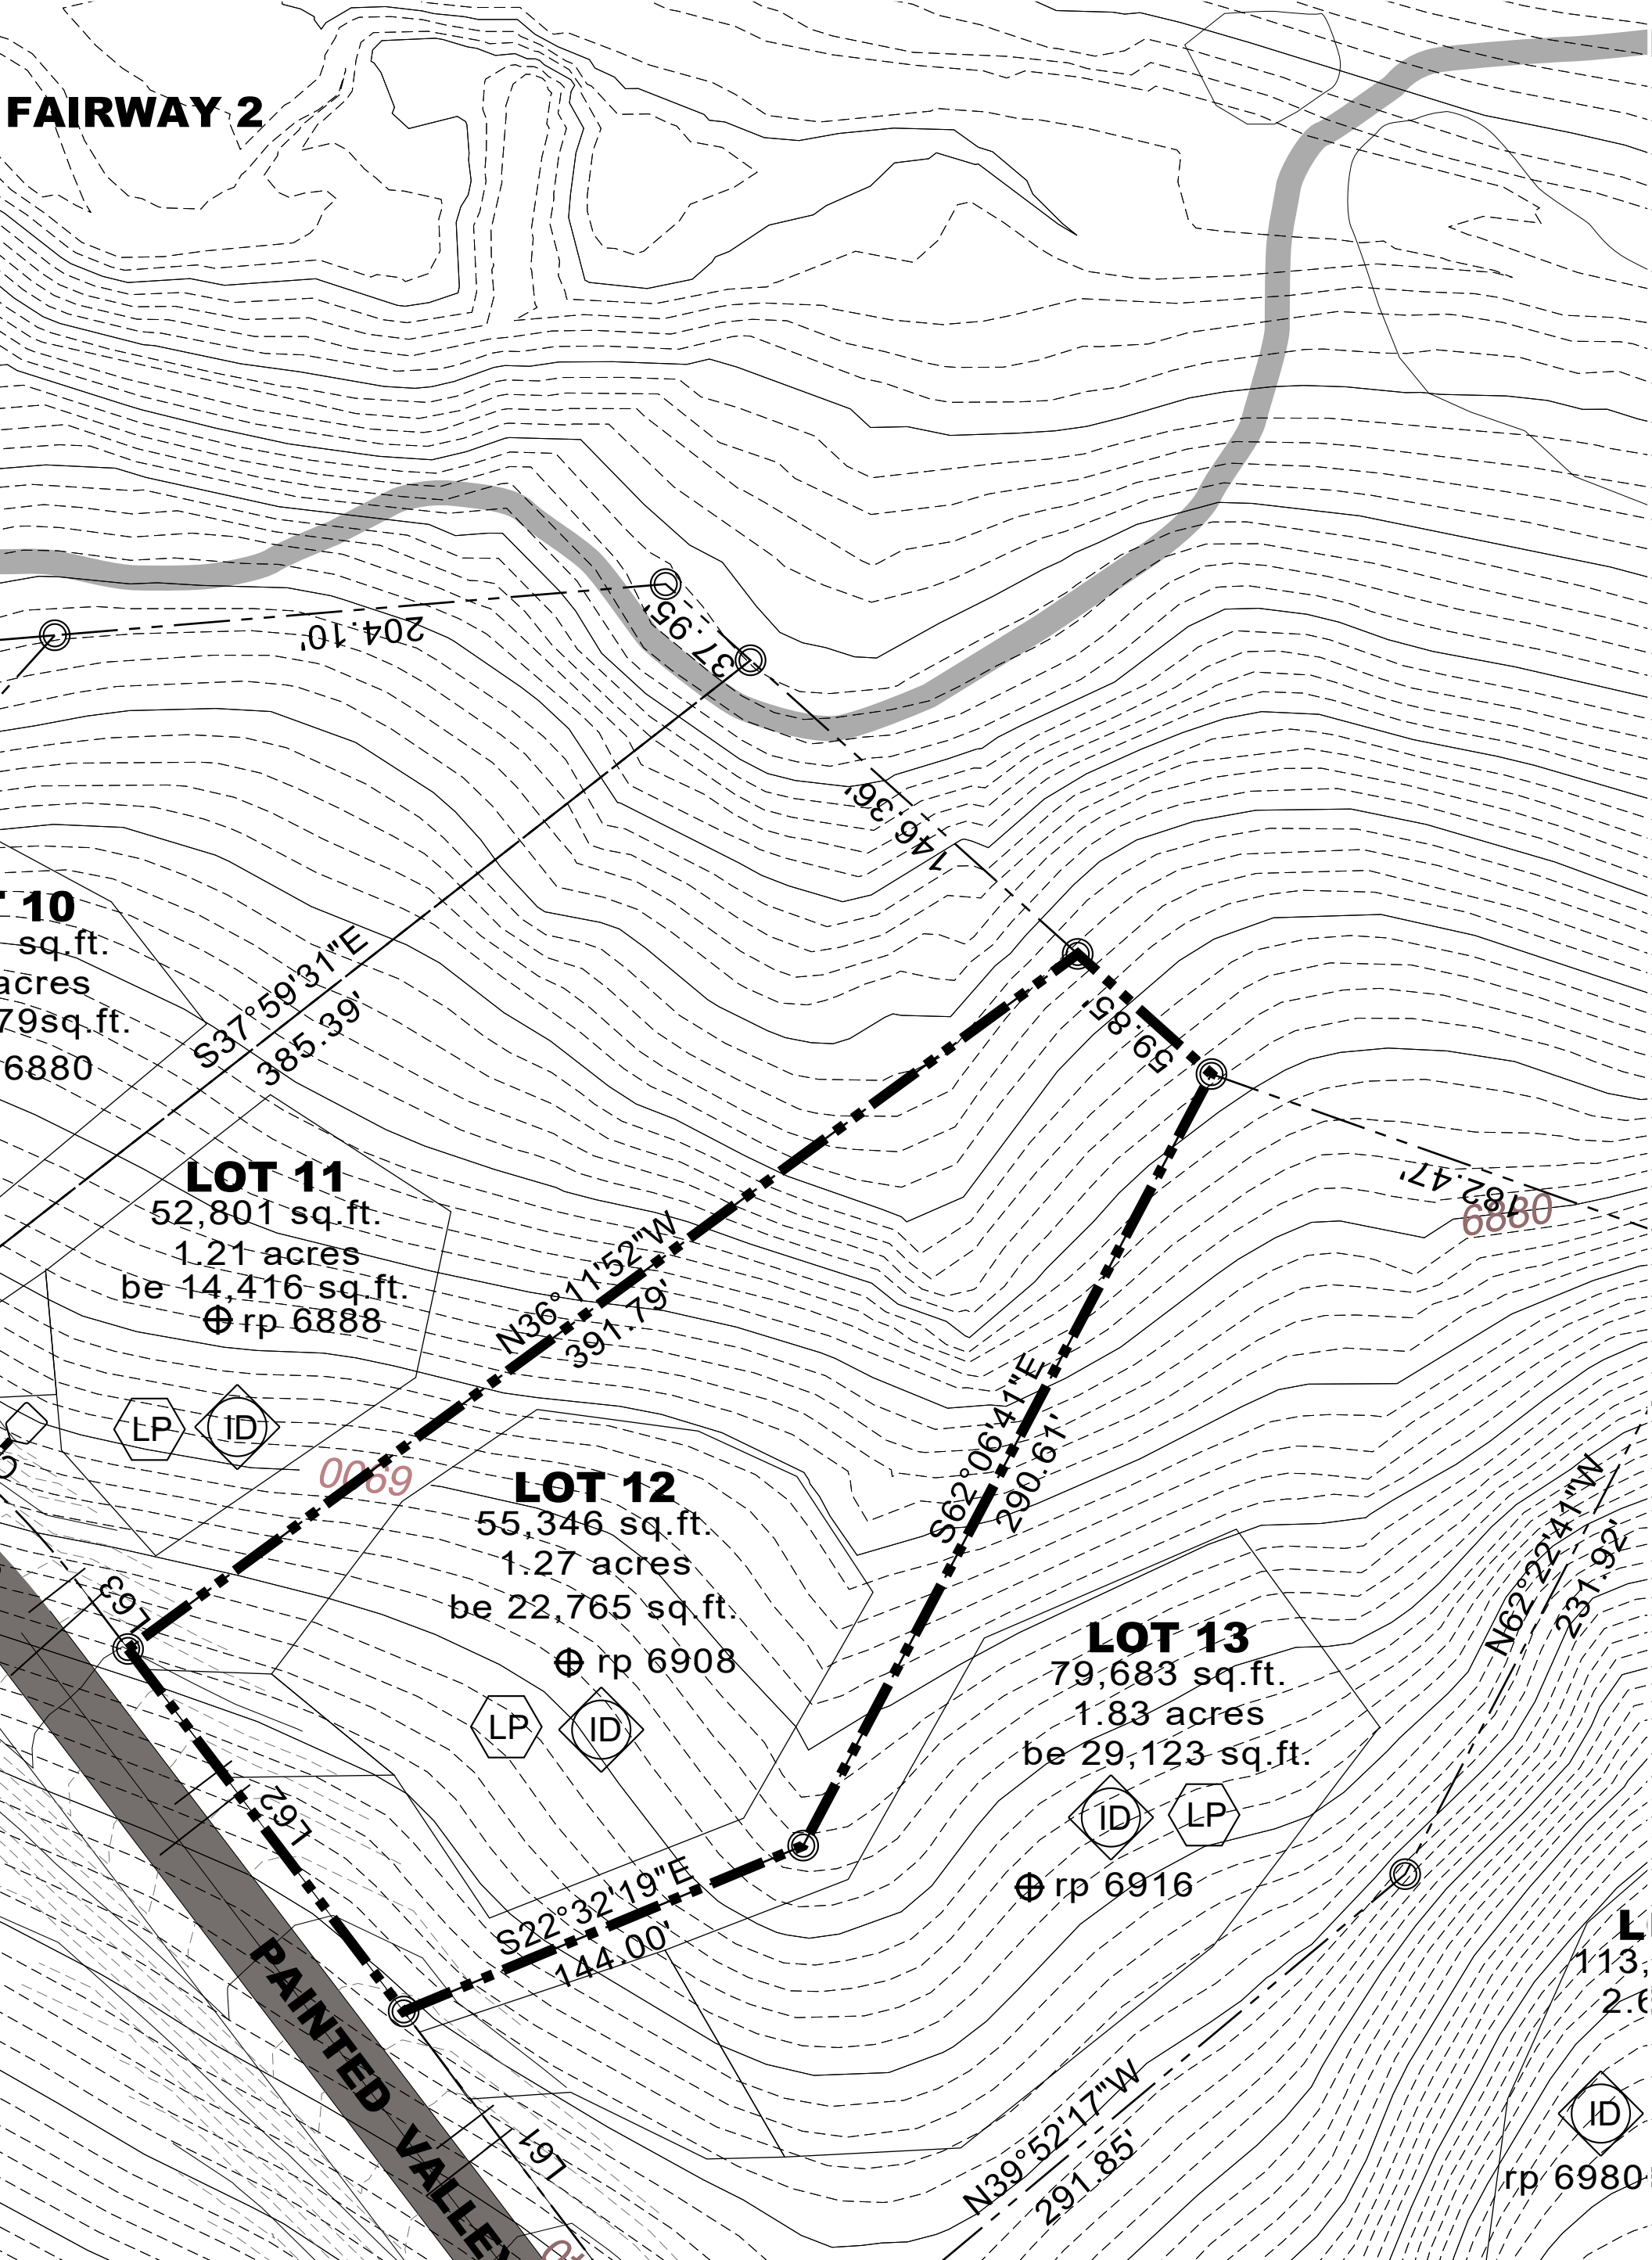 FAIRWAY 2
204.10'
37.95'
146.36'
10
sq.ft.
acres
79sq.ft.
6880
S37°59'31"E
385.39'
59.85'
182.47'
6880
LOT 11
52,801 sq.ft.
1.21 acres
be 14,416 sq.ft.
rp 6888
LP
ID
N36°11'52"W
391.79'
6900
LOT 12
55,346 sq.ft.
1.27 acres
be 22,765 sq.ft.
rp 6908
LP
ID
S62°06'41"E
290.61'
N62°22'41"W
231.92'
L63
LOT 13
79,683 sq.ft.
1.83 acres
be 29,123 sq.ft.
ID
LP
rp 6916
L62
S22°32'19"E
144.00'
113,
2.6
PAINTED VALLEY
L61
N39°52'17"W
291.85'
ID
rp 6980